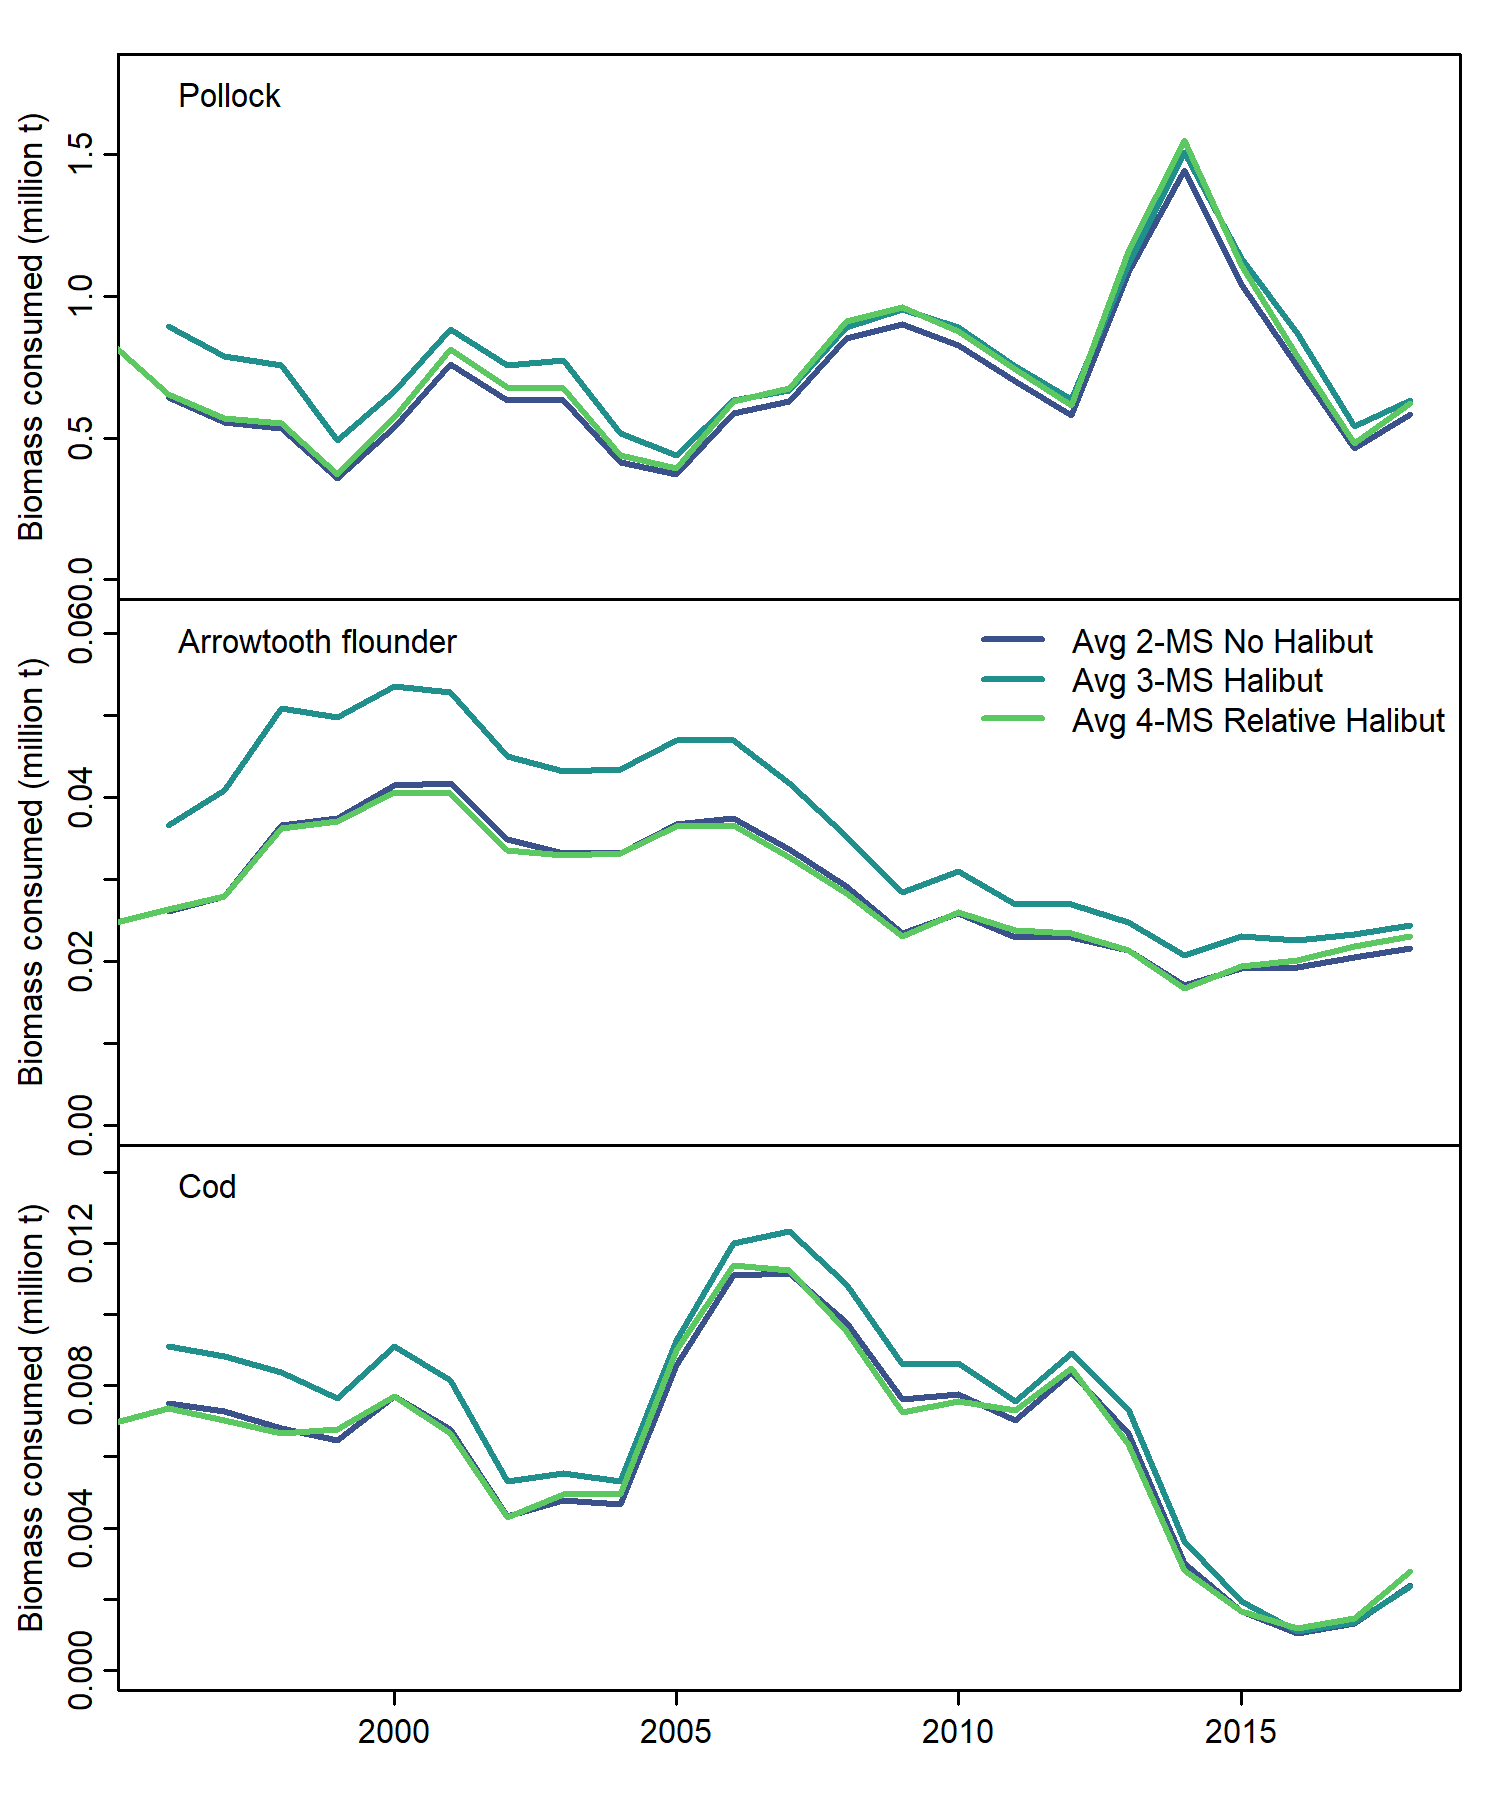 Pollock
Biomass consumed (million t)
1.5
1.0
0.5
0.0
Arrowtooth flounder
Avg 2-MS No Halibut
Avg 3-MS Halibut
Avg 4-MS Relative Halibut
Biomass consumed (million t)
0.06
0.04
0.02
0.00
Cod
Biomass consumed (million t)
0.012
0.008
0.004
0.000
2000 2005 2010 2015